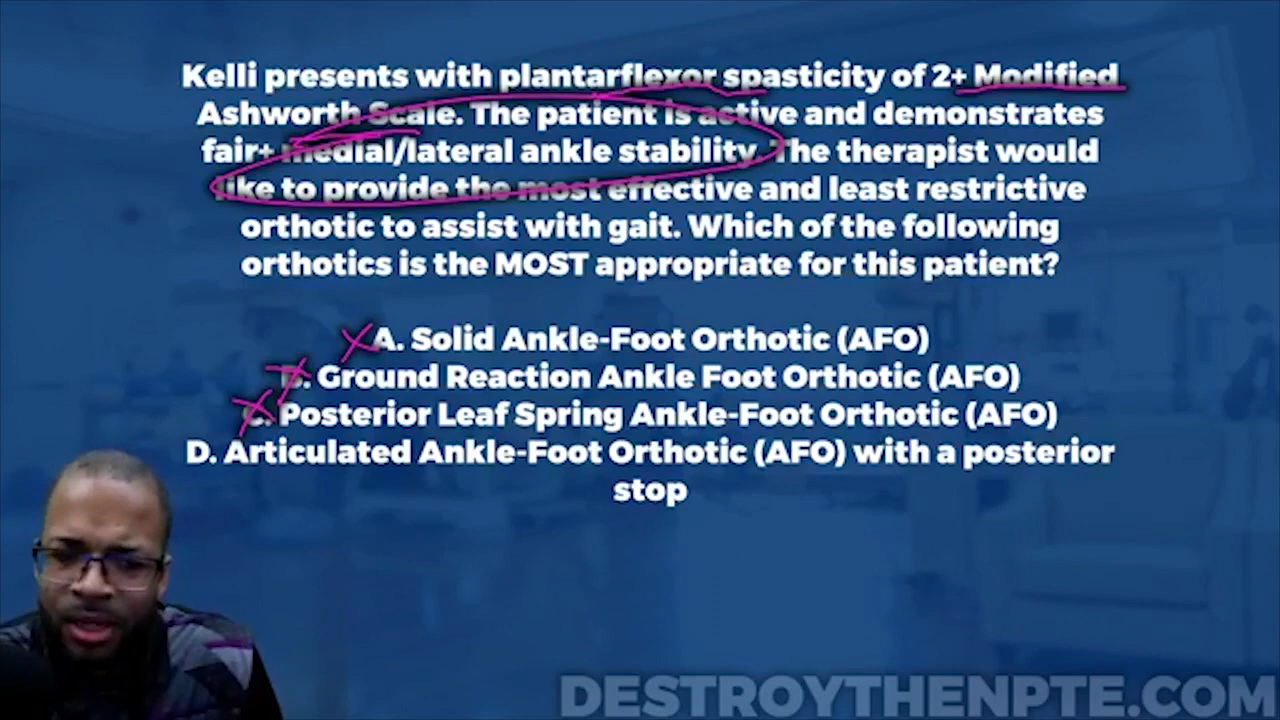 Kelli presents with plantarflexor spasticity of 2+ Modified
Ashworth Scale. The patient is active and demonstrates
fair+ medial/lateral ankle stability. The therapist would
like to provide the most effective and least restrictive
orthotic to assist with gait. Which of the following
orthotics is the MOST appropriate for this patient?
A. Solid Ankle-Foot Orthotic (AFO)
B. Ground Reaction Ankle Foot Orthotic (AFO)
C. Posterior Leaf Spring Ankle-Foot Orthotic (AFO)
D. Articulated Ankle-Foot Orthotic (AFO) with a posterior
stop
DESTROYTHENPTE.COM